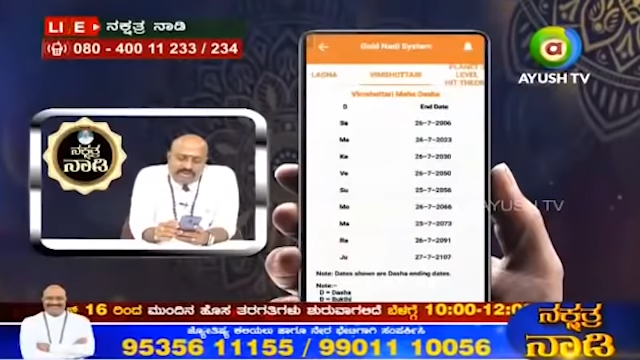 LIVE ನಕ್ಷತ್ರ ನಾಡಿ
080 - 400 11 233 / 234
AYUSH TV
Gold Nadi System
LAGNA
VIMSHOTTARI
PLANET
LEVEL
HIT THEOR
Vimshottari Maha Dasha
D End Date
Sa 26-7-2006
Me 26-7-2023
Ke 26-7-2030
Ve 26-7-2050
Su 25-7-2056
Mo 26-7-2066
Ma 25-7-2073
Ra 26-7-2091
Ju 27-7-2107
Note: Dates shown are Dasha ending dates.
Note:-
D = Dasha
B = Bukthi
ನಕ್ಷತ್ರ
ನಾಡಿ
AYUSH TV
16 ರಿಂದ ಮುಂದಿನ ಹೊಸ ತರಗತಿಗಳು ಶುರುವಾಗಲಿದೆ ಬೆಳಗ್ಗೆ 10:00-12:0
ಜ್ಯೋತಿಷ್ಯ ಕಲಿಯಲು ಹಾಗೂ ನೇರ ಭೇಟಿಗಾಗಿ ಸಂಪರ್ಕಿಸಿ
95356 11155 / 99011 10056
ನಕ್ಷತ್ರ
ನಾಡಿ